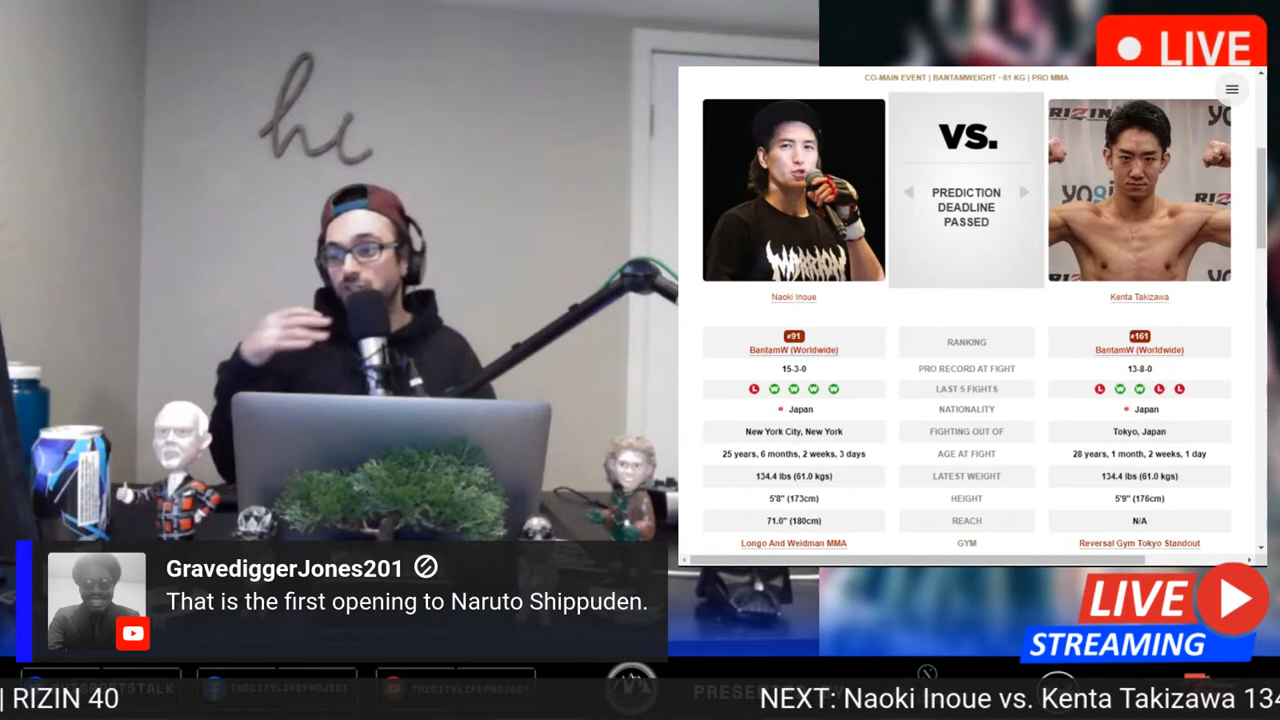 hi
LIVE
CO-MAIN EVENT | BANTAMWEIGHT · 61 KG | PRO MMA
VS.
PREDICTION
DEADLINE
PASSED
RIZIN
yogi
Naoki Inoue
Kenta Takizawa
#91
BantamW (Worldwide)
RANKING
#161
BantamW (Worldwide)
15-3-0
PRO RECORD AT FIGHT
13-8-0
L W W W W
LAST 5 FIGHTS
L W W L L
Japan
NATIONALITY
Japan
New York City, New York
FIGHTING OUT OF
Tokyo, Japan
25 years, 6 months, 2 weeks, 3 days
AGE AT FIGHT
28 years, 1 month, 2 weeks, 1 day
134.4 lbs (61.0 kgs)
LATEST WEIGHT
134.4 lbs (61.0 kgs)
5'8" (173cm)
HEIGHT
5'9" (176cm)
71.0" (180cm)
REACH
N/A
Longo And Weidman MMA
GYM
Reversal Gym Tokyo Standout
GravediggerJones201
That is the first opening to Naruto Shippuden.
LIVE
STREAMING
THECITYLIFEPROJECT
THECITYLIFEPROJECT
| RIZIN 40
NEXT: Naoki Inoue vs. Kenta Takizawa 134